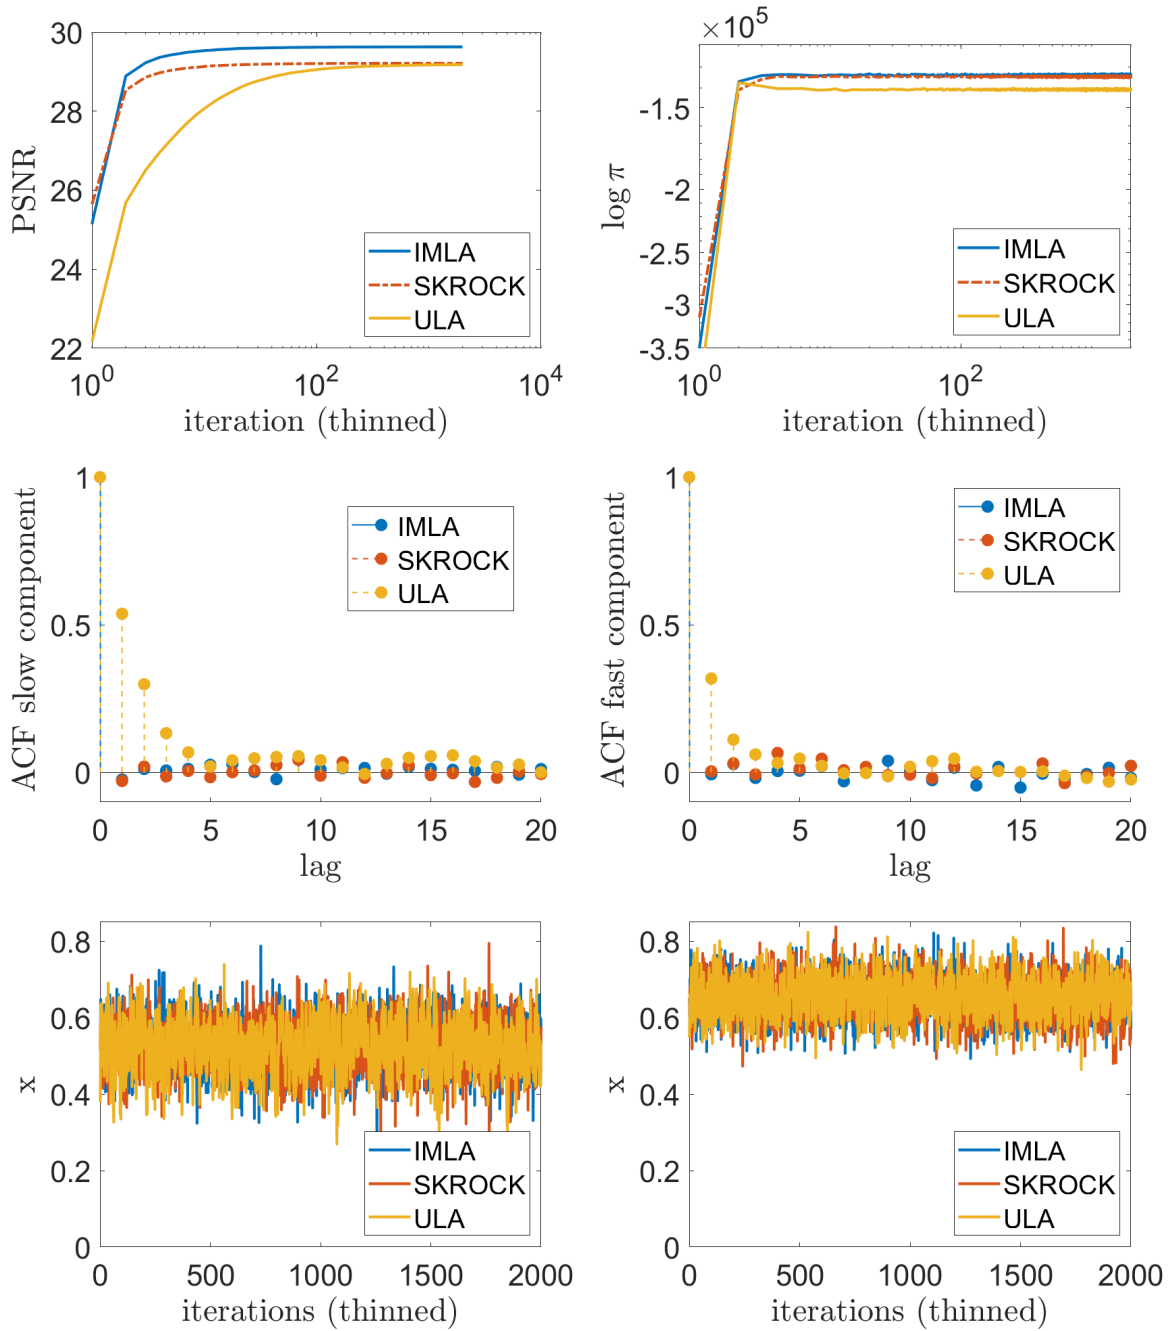 30
28
26
24
22
PSNR
IMLA
SKROCK
ULA
10^0 10^2 10^4
iteration (thinned)
×10^5
-1.5
-2
-2.5
-3
-3.5
log π
IMLA
SKROCK
ULA
10^0 10^2
iteration (thinned)
1
0.5
0
ACF slow component
IMLA
SKROCK
ULA
0 5 10 15 20
lag
1
0.5
0
ACF fast component
IMLA
SKROCK
ULA
0 5 10 15 20
lag
0.8
0.6
0.4
0.2
0
x
IMLA
SKROCK
ULA
0 500 1000 1500 2000
iterations (thinned)
0.8
0.6
0.4
0.2
0
x
IMLA
SKROCK
ULA
0 500 1000 1500 2000
iterations (thinned)